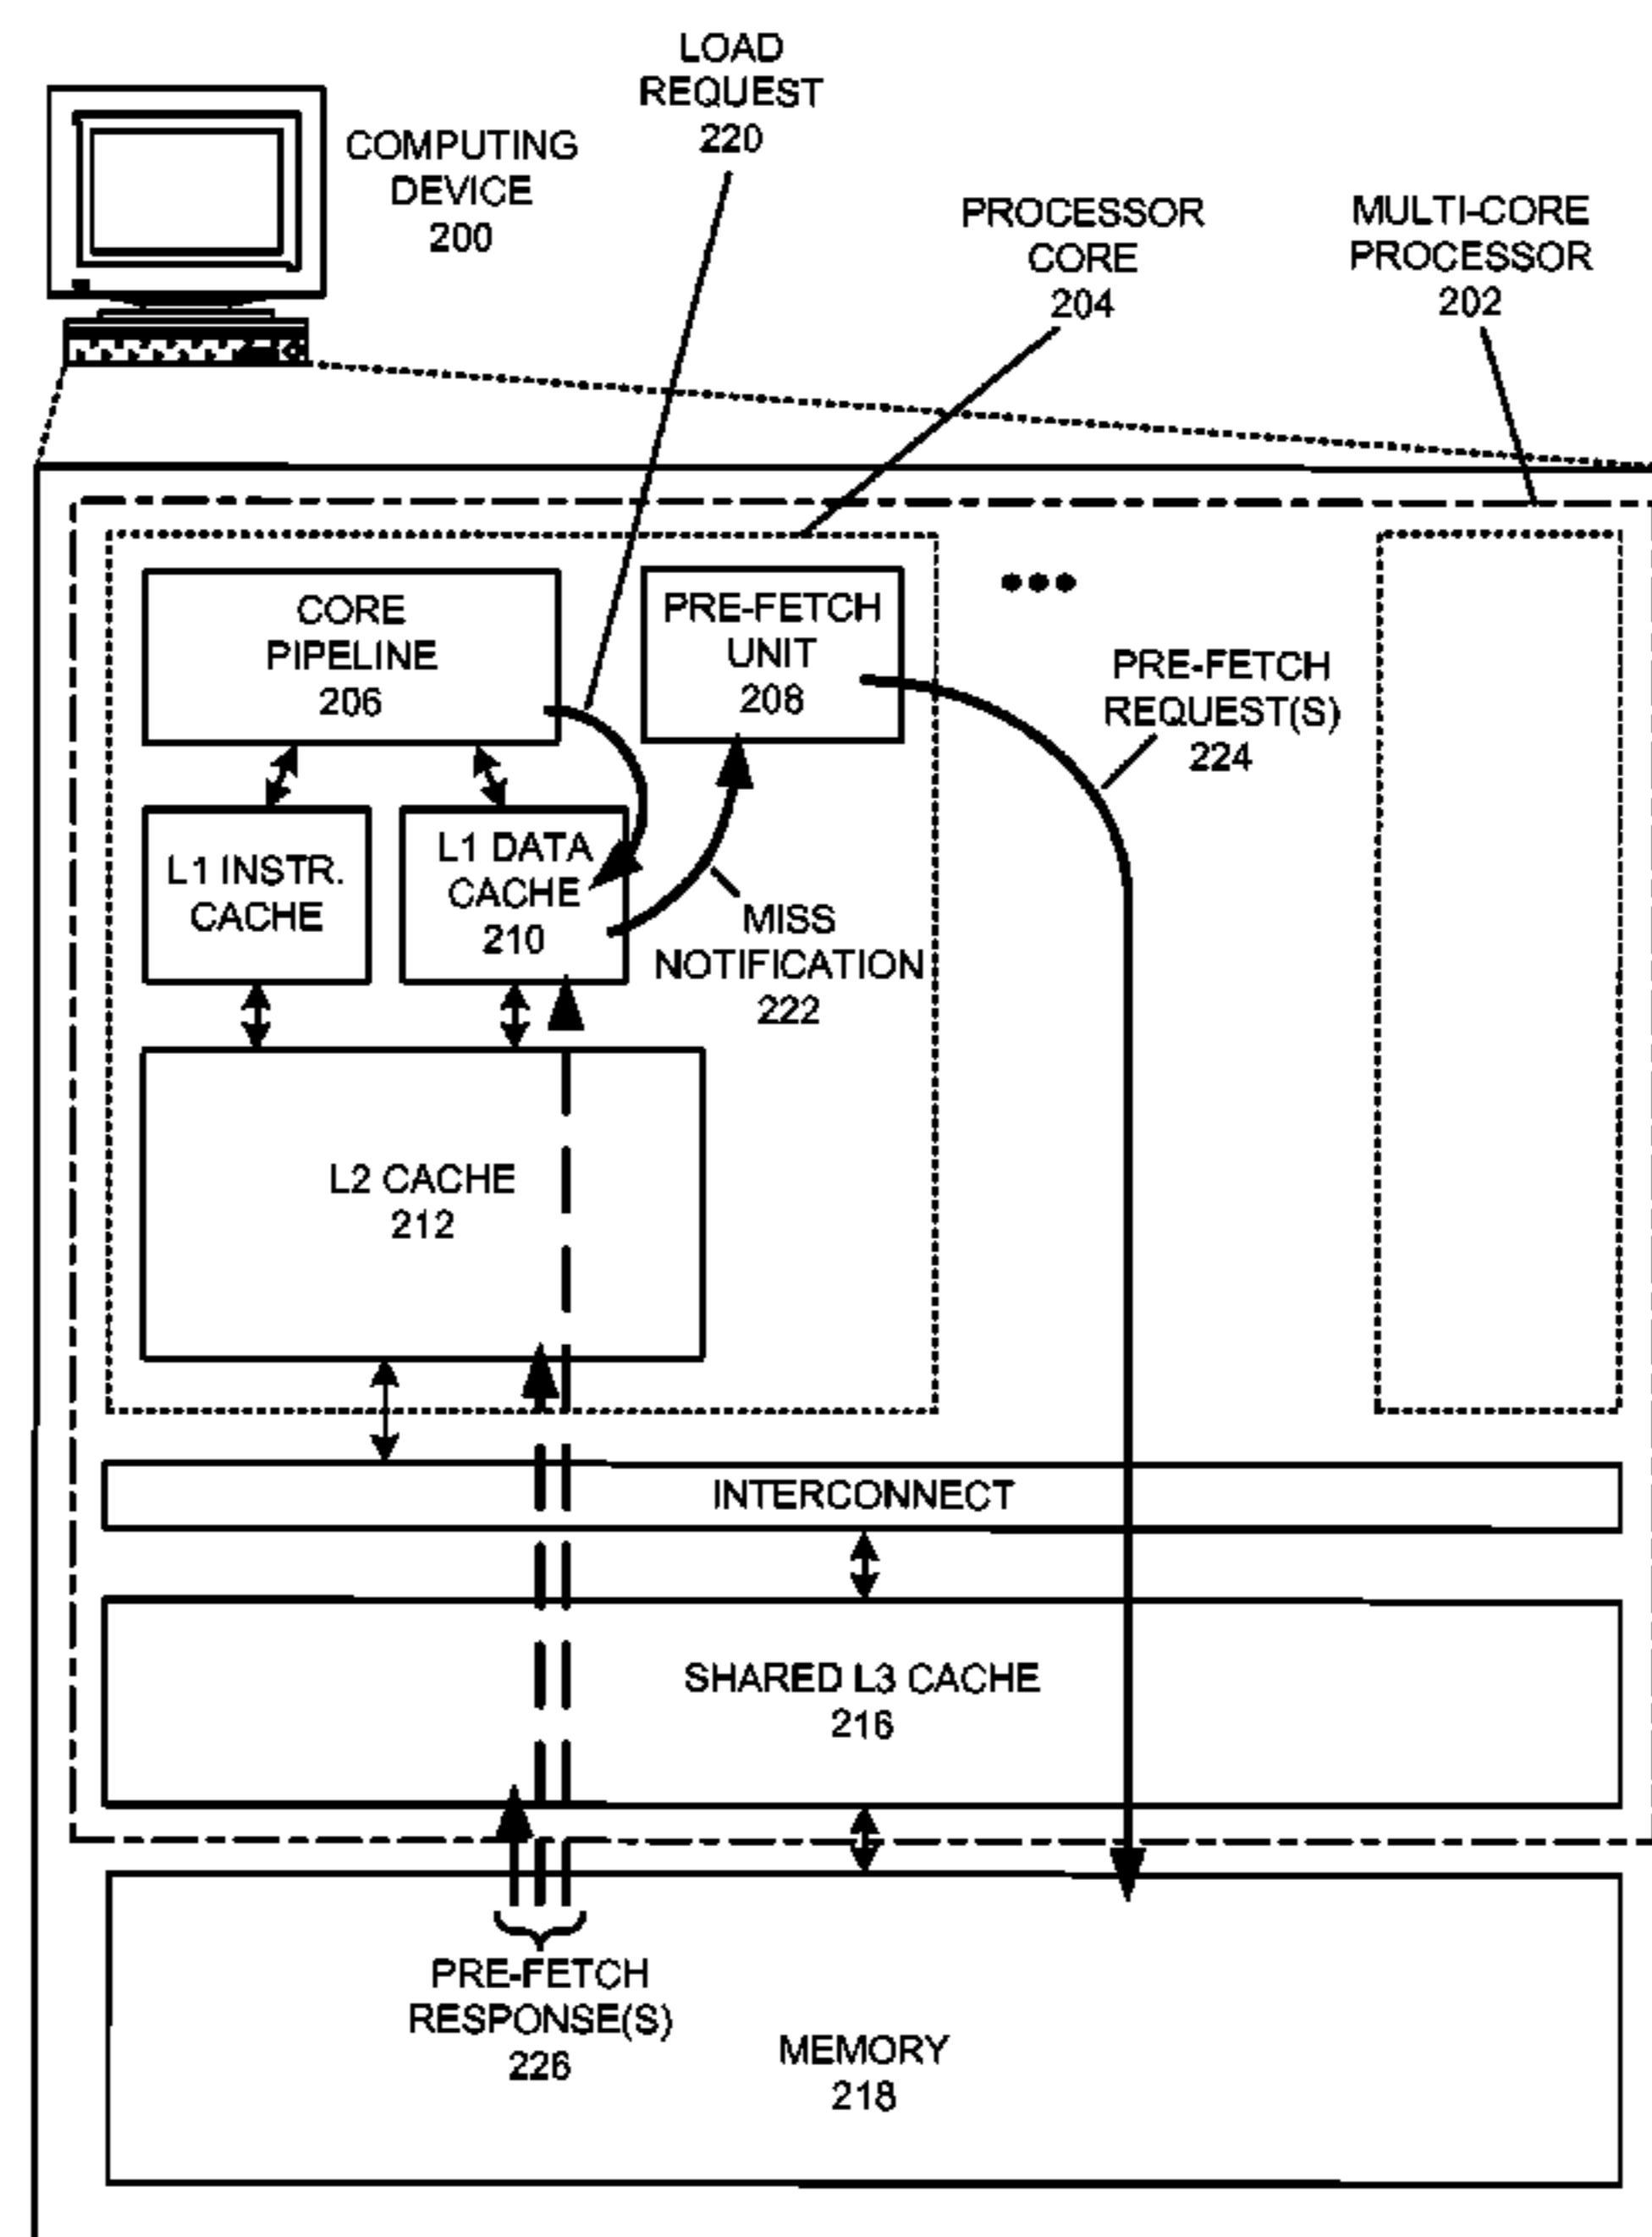 LOAD
REQUEST
220
COMPUTING
DEVICE
200
PROCESSOR
CORE
204
MULTI-CORE
PROCESSOR
202
CORE
PIPELINE
206
PRE-FETCH
UNIT
208
PRE-FETCH
REQUEST(S)
224
L1 INSTR.
CACHE
L1 DATA
CACHE
210
MISS
NOTIFICATION
222
L2 CACHE
212
INTERCONNECT
SHARED L3 CACHE
216
PRE-FETCH
RESPONSE(S)
226
MEMORY
218